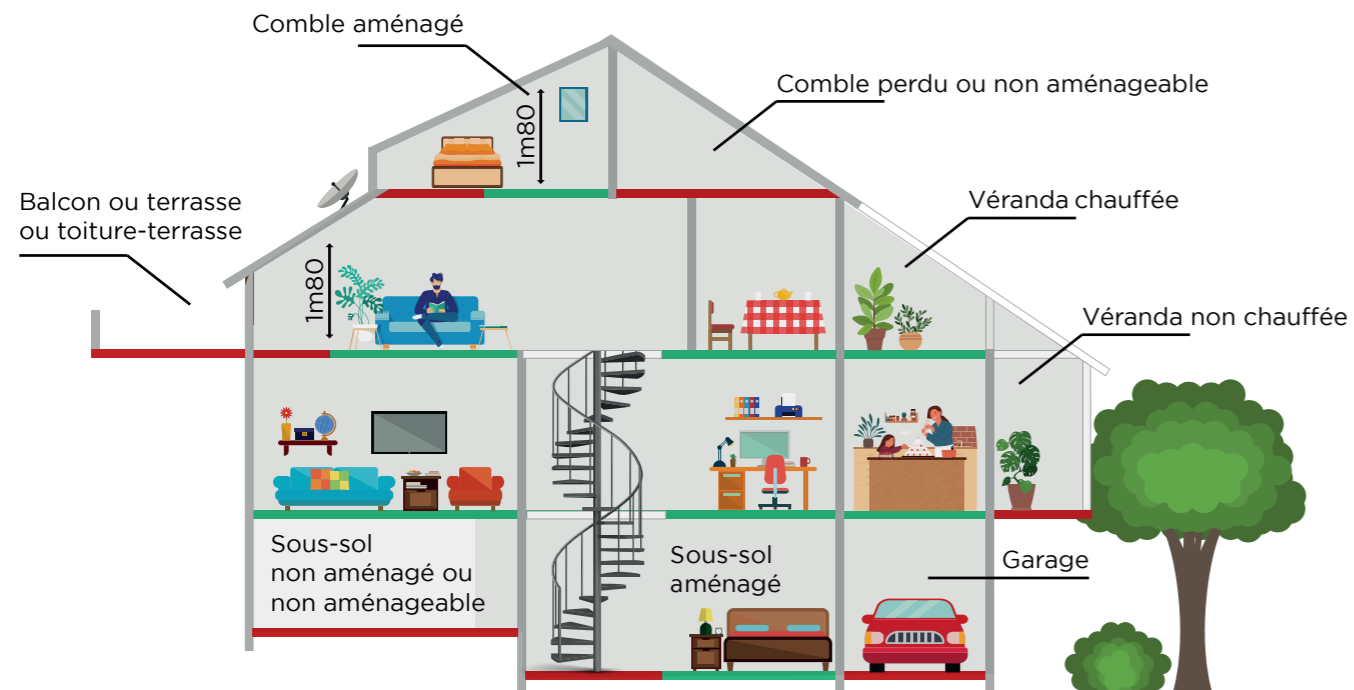 Comble aménagé
Comble perdu ou non aménageable
1m80
Balcon ou terrasse
ou toiture-terrasse
Véranda chauffée
1m80
Véranda non chauffée
Sous-sol
non aménagé ou
non aménageable
Sous-sol
aménagé
Garage